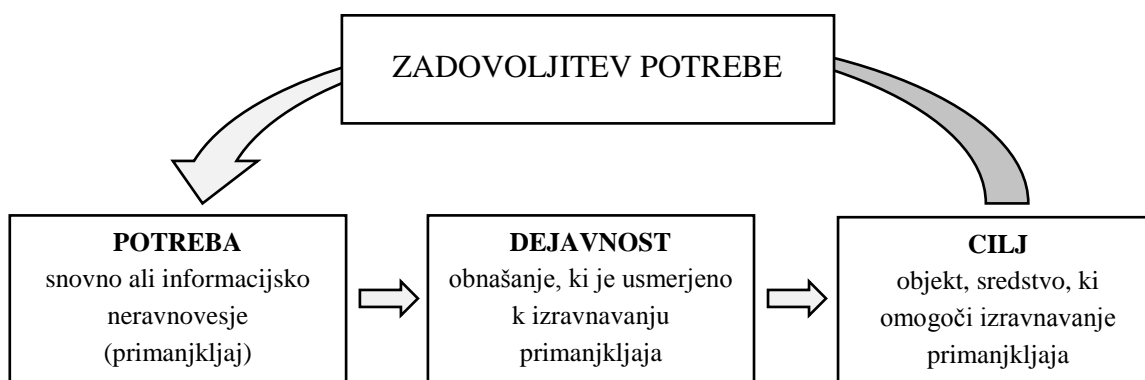 ZADOVOLJITEV POTREBE
POTREBA
snovno ali informacijsko
neravnovesje
(primanjkljaj)
DEJAVNOST
obnašanje, ki je usmerjeno
k izravnavanju
primanjkljaja
CILJ
objekt, sredstvo, ki
omogoči izravnavanje
primanjkljaja